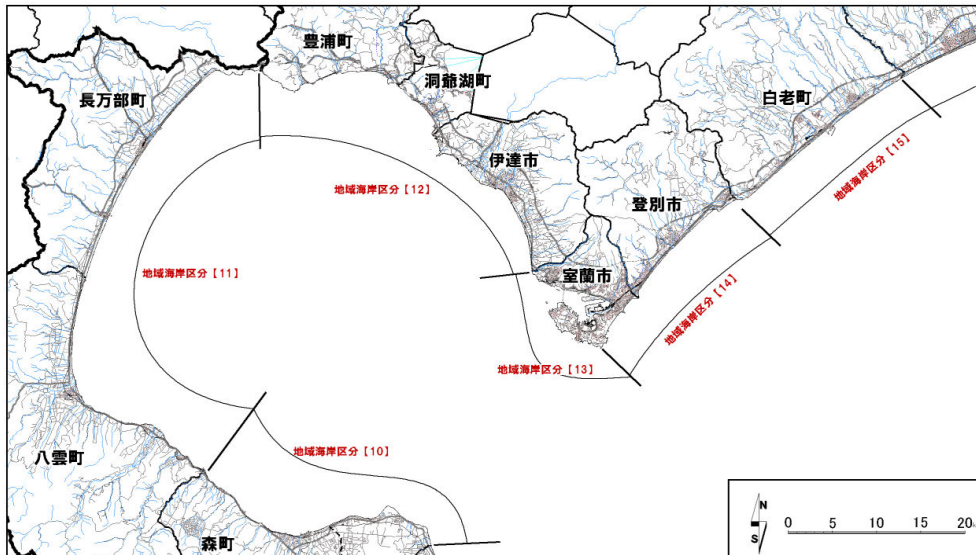 豊浦町
洞爺湖町
長万部町
白老町
伊達市
地域海岸区分【15】
地域海岸区分【12】
登別市
地域海岸区分【11】
室蘭市
地域海岸区分【14】
地域海岸区分【13】
地域海岸区分【10】
八雲町
森町
N
S
0 5 10 15 20